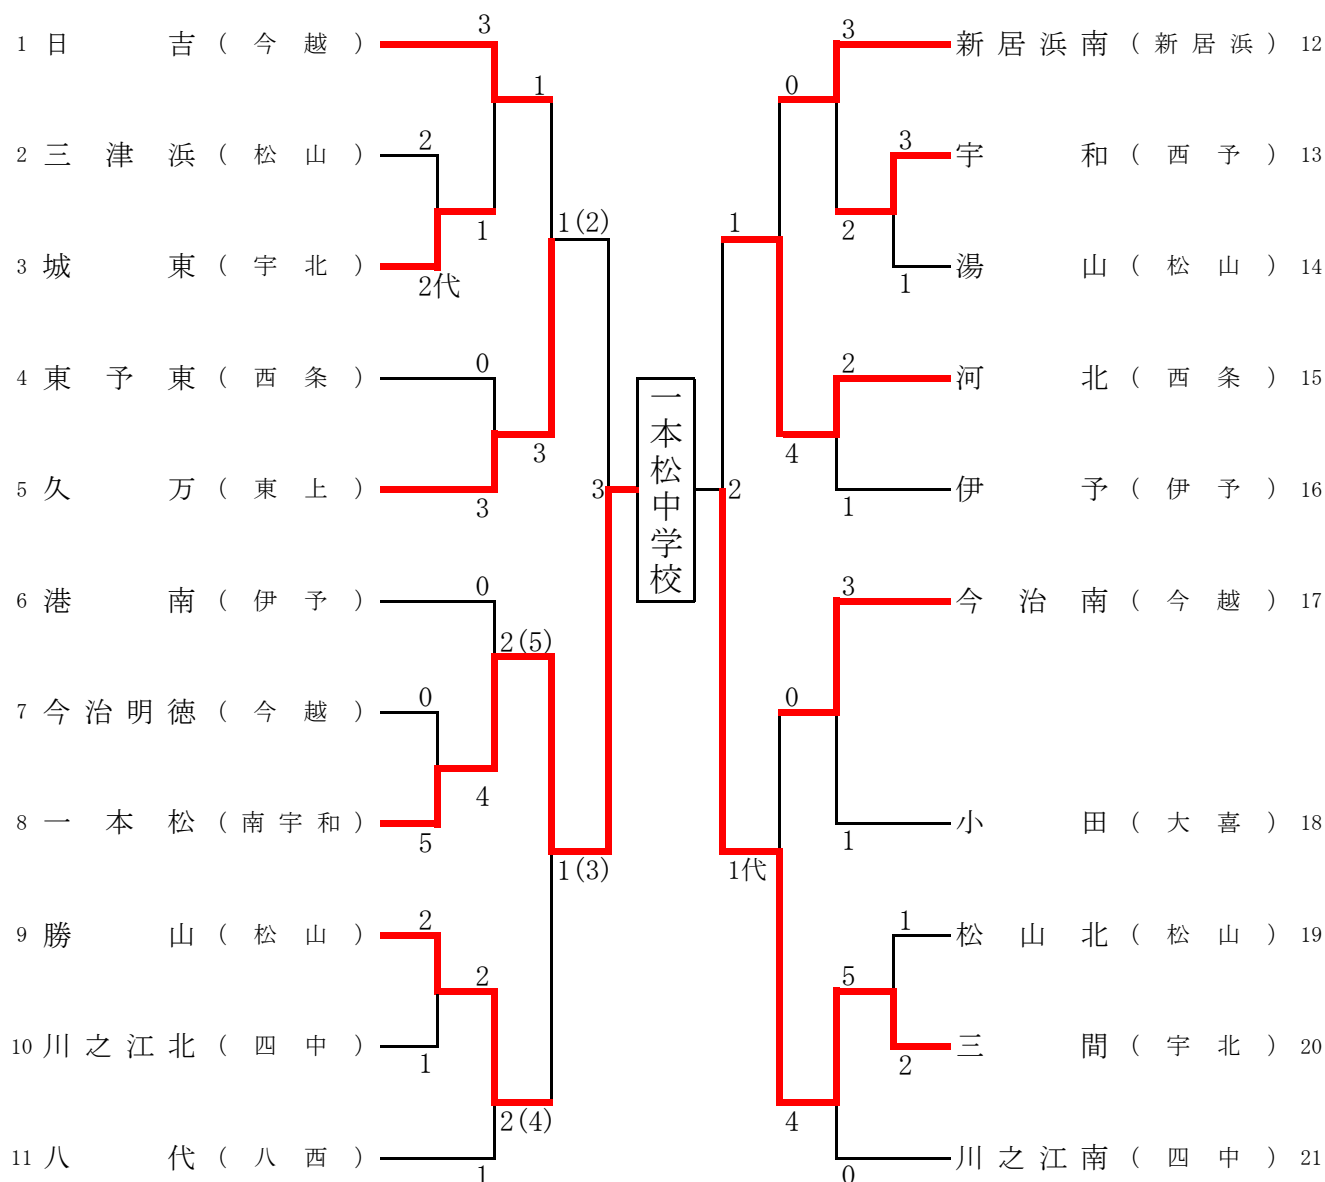 1 日吉（今越） 3
2 三津浜（松山） 2
3 城東（宇北） 2代
1
1
4 東予東（西条） 0
5 久万（東上） 3
3
1(2)
6 港南（伊予） 0
7 今治明徳（今越） 0
8 一本松（南宇和） 5
4
2(5)
9 勝山（松山） 2
10 川之江北（四中） 1
2
11 八代（八西） 1
2(4)
1(3)
3
一本松中学校
2
新居浜南（新居浜） 12 3
宇和（西予） 13 3
湯山（松山） 14 1
2
0
河北（西条） 15 2
伊予（伊予） 16 1
4
1
今治南（今越） 17 3
小田（大喜） 18 1
0
松山北（松山） 19 1
三間（宇北） 20 2
5
川之江南（四中） 21 0
4
1代